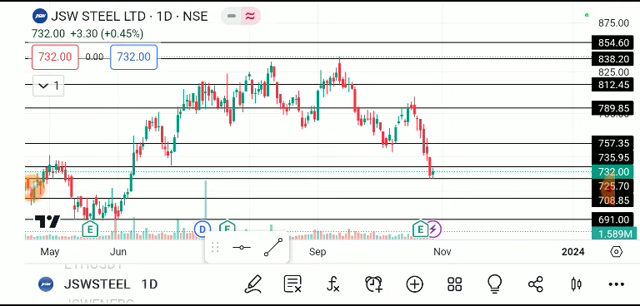 JSW STEEL LTD · 1D · NSE
732.00 +3.30 (+0.45%)
732.00 0.00 732.00
1
875.00
854.60
838.20
825.00
812.45
789.85
757.35
735.95
732.00
725.70
708.85
691.00
1.589M
E D E E
May Jun Sep Nov 2024
JSWSTEEL 1D